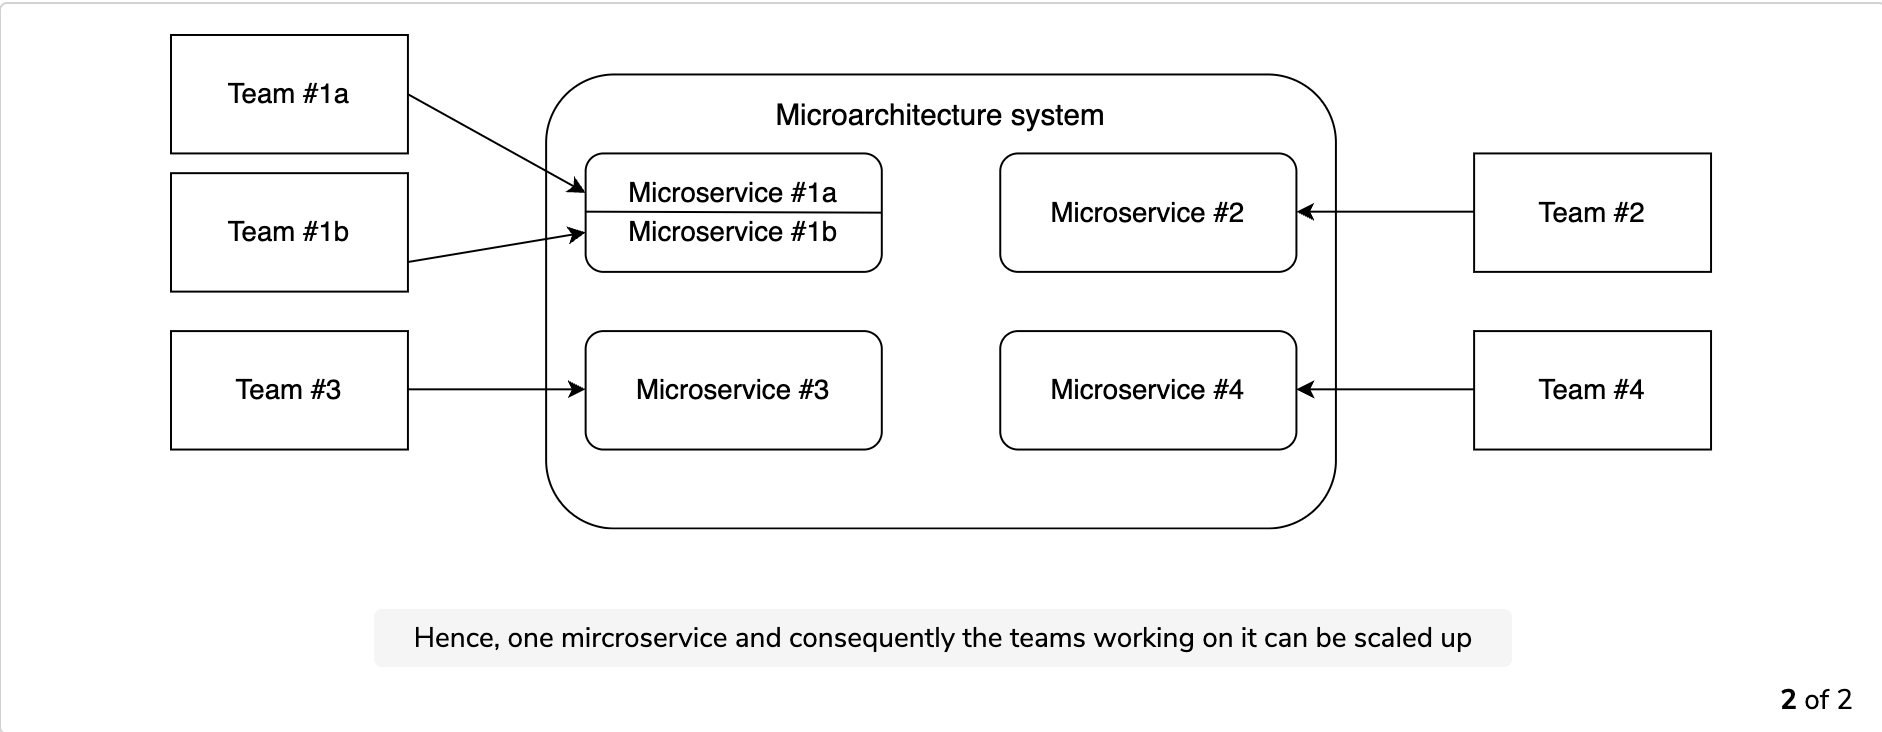 Team #1a
Microarchitecture system
Microservice #1a
Team #1b
Microservice #1b
Microservice #2
Team #2
Team #3
Microservice #3
Microservice #4
Team #4
Hence, one mircroservice and consequently the teams working on it can be scaled up
2 of 2